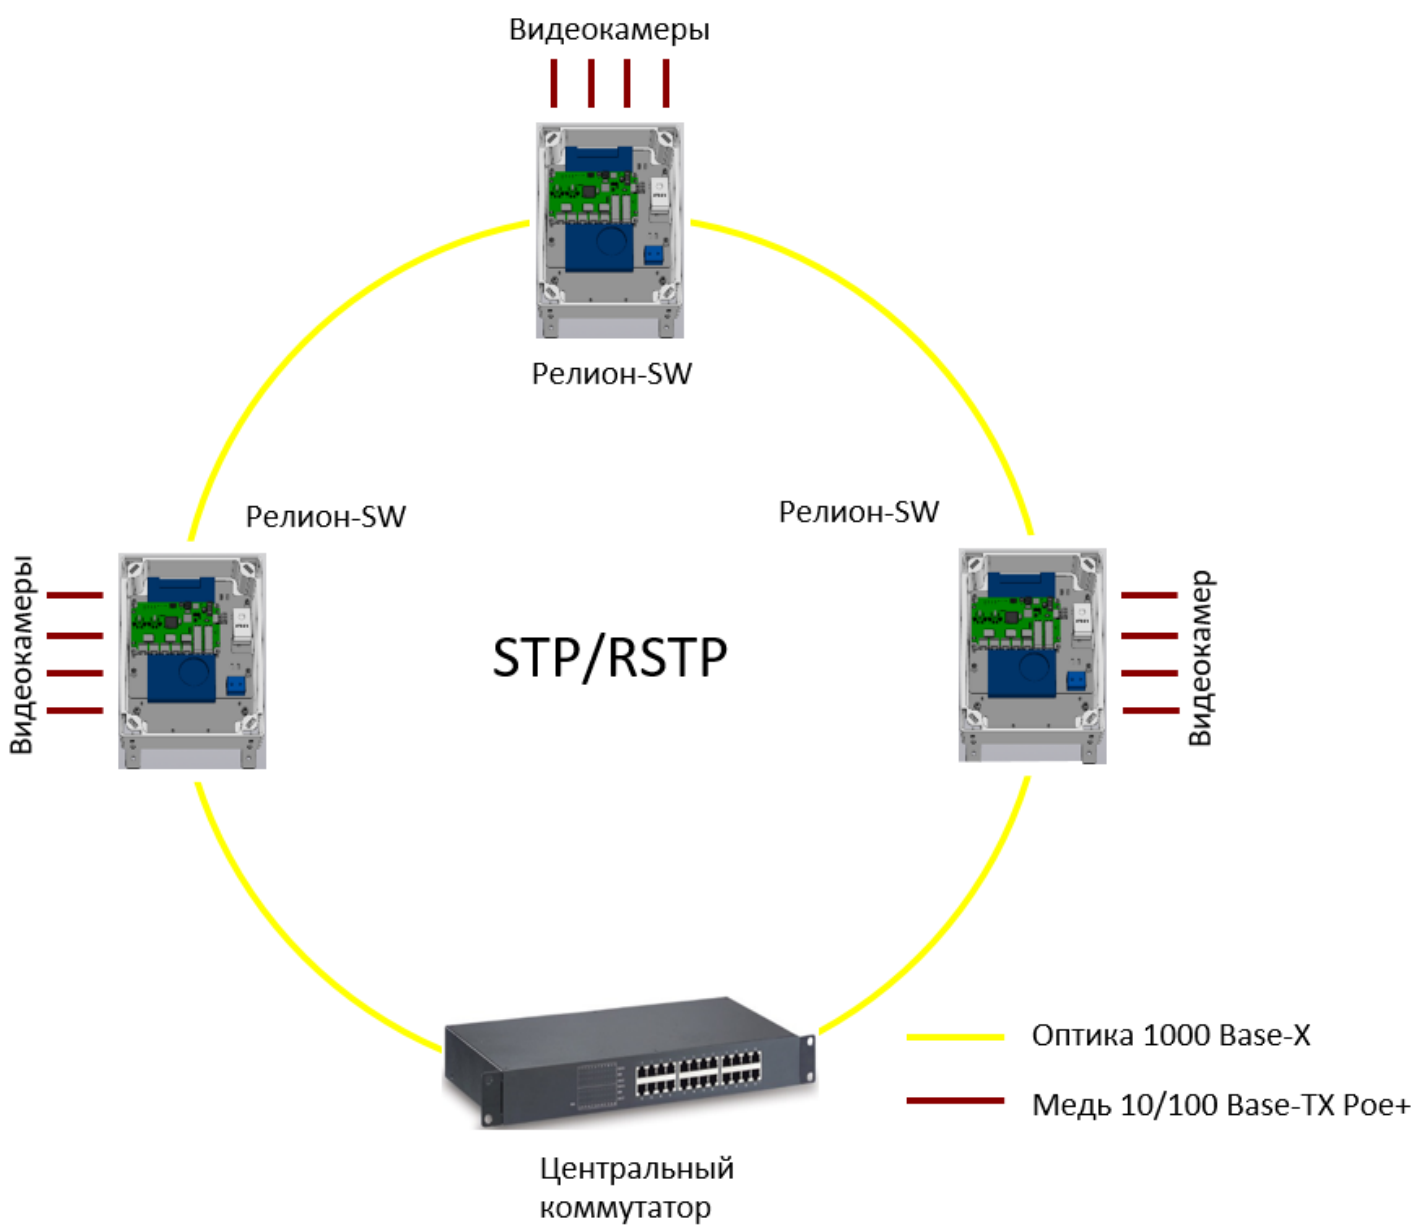 Видеокамеры
Релион-SW
Релион-SW
Релион-SW
Видеокамеры
Видеокамер
STP/RSTP
Оптика 1000 Base-X
Медь 10/100 Base-TX Poe+
Центральный
коммутатор